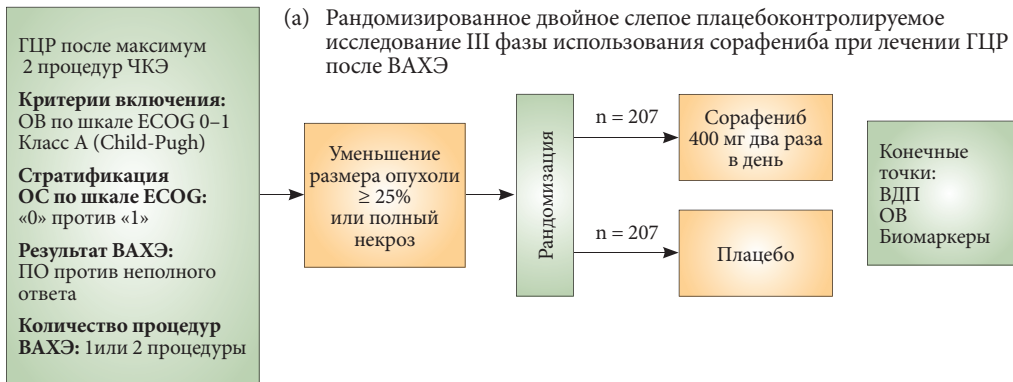 (a) Рандомизированное двойное слепое плацебоконтролируемое
исследование III фазы использования сорафениба при лечении ГЦР
после ВАХЭ
ГЦР после максимум
2 процедур ЧКЭ
Критерии включения:
ОВ по шкале ECOG 0–1
Класс А (Child-Pugh)
Стратификация
ОС по шкале ECOG:
«0» против «1»
Результат ВАХЭ:
ПО против неполного
ответа
Количество процедур
ВАХЭ: 1или 2 процедуры
Уменьшение
размера опухоли
≥ 25%
или полный
некроз
Рандомизация
n = 207
Сорафениб
400 мг два раза
в день
n = 207
Плацебо
Конечные
точки:
ВДП
ОВ
Биомаркеры